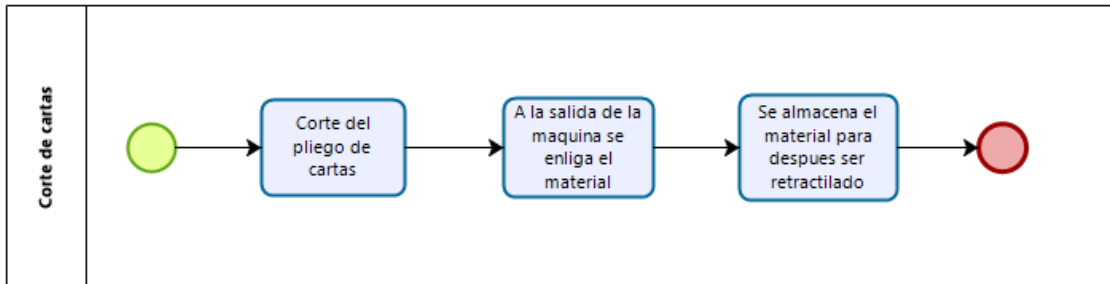 Corte de cartas
Corte del
pliego de
cartas
A la salida de la
maquina se
enliga el
material
Se almacena el
material para
despues ser
retractilado